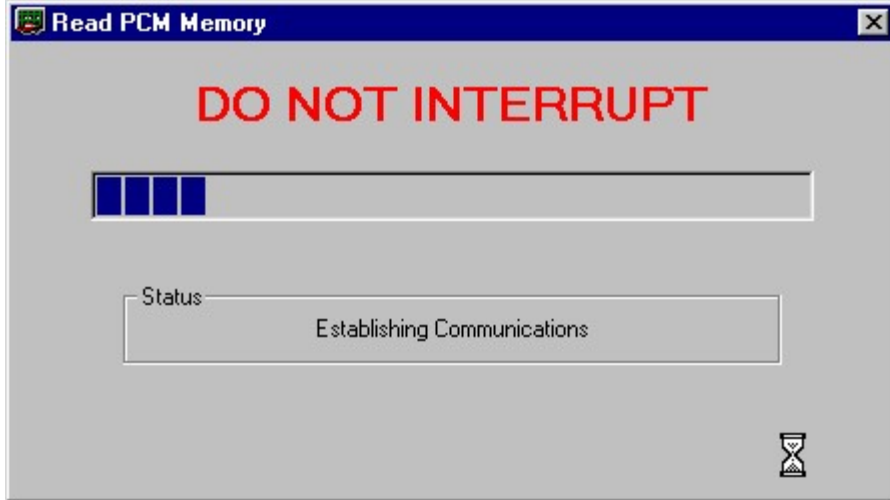 Read PCM Memory
DO NOT INTERRUPT
Status
Establishing Communications